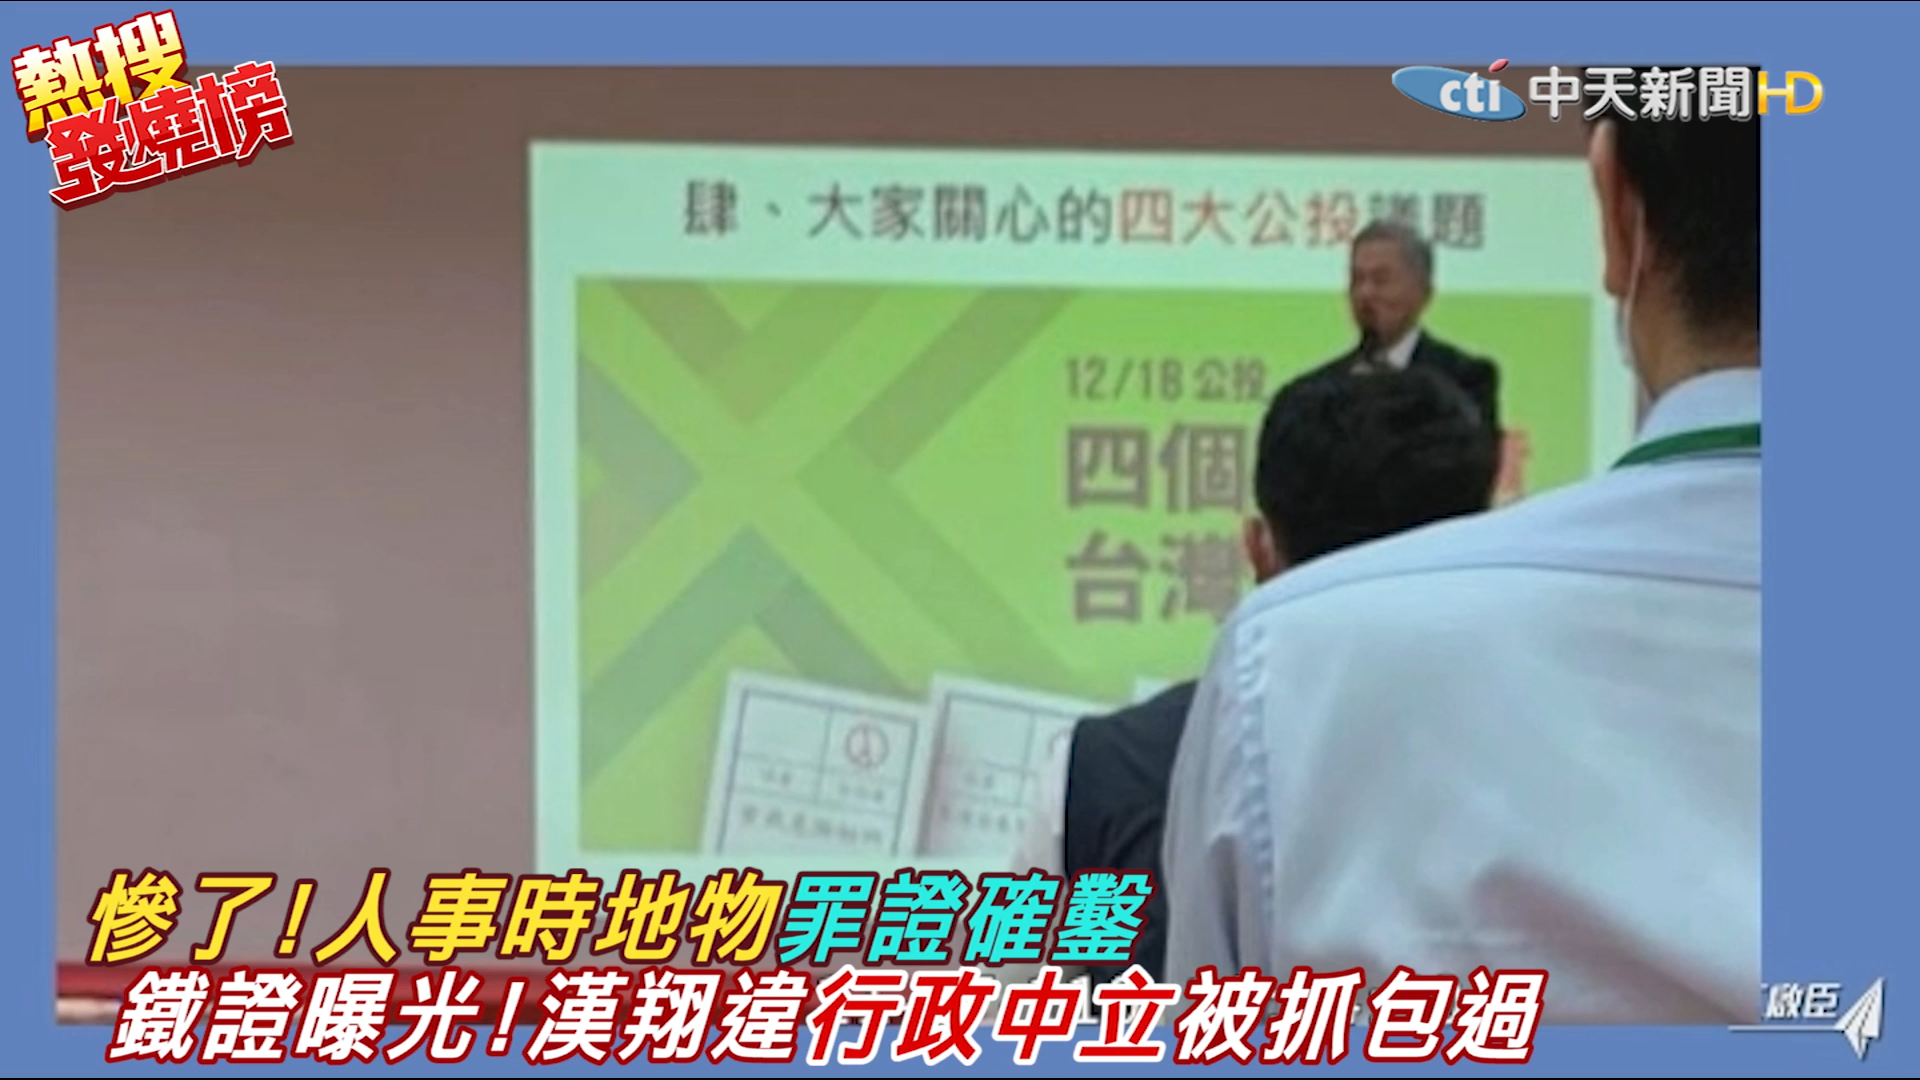 熱搜
發燒榜
cti 中天新聞HD
肆、大家關心的四大公投議題
12/18 公投
四個
台灣
慘了!人事時地物罪證確鑿
鐵證曝光!漢翔違行政中立被抓包過
啟臣